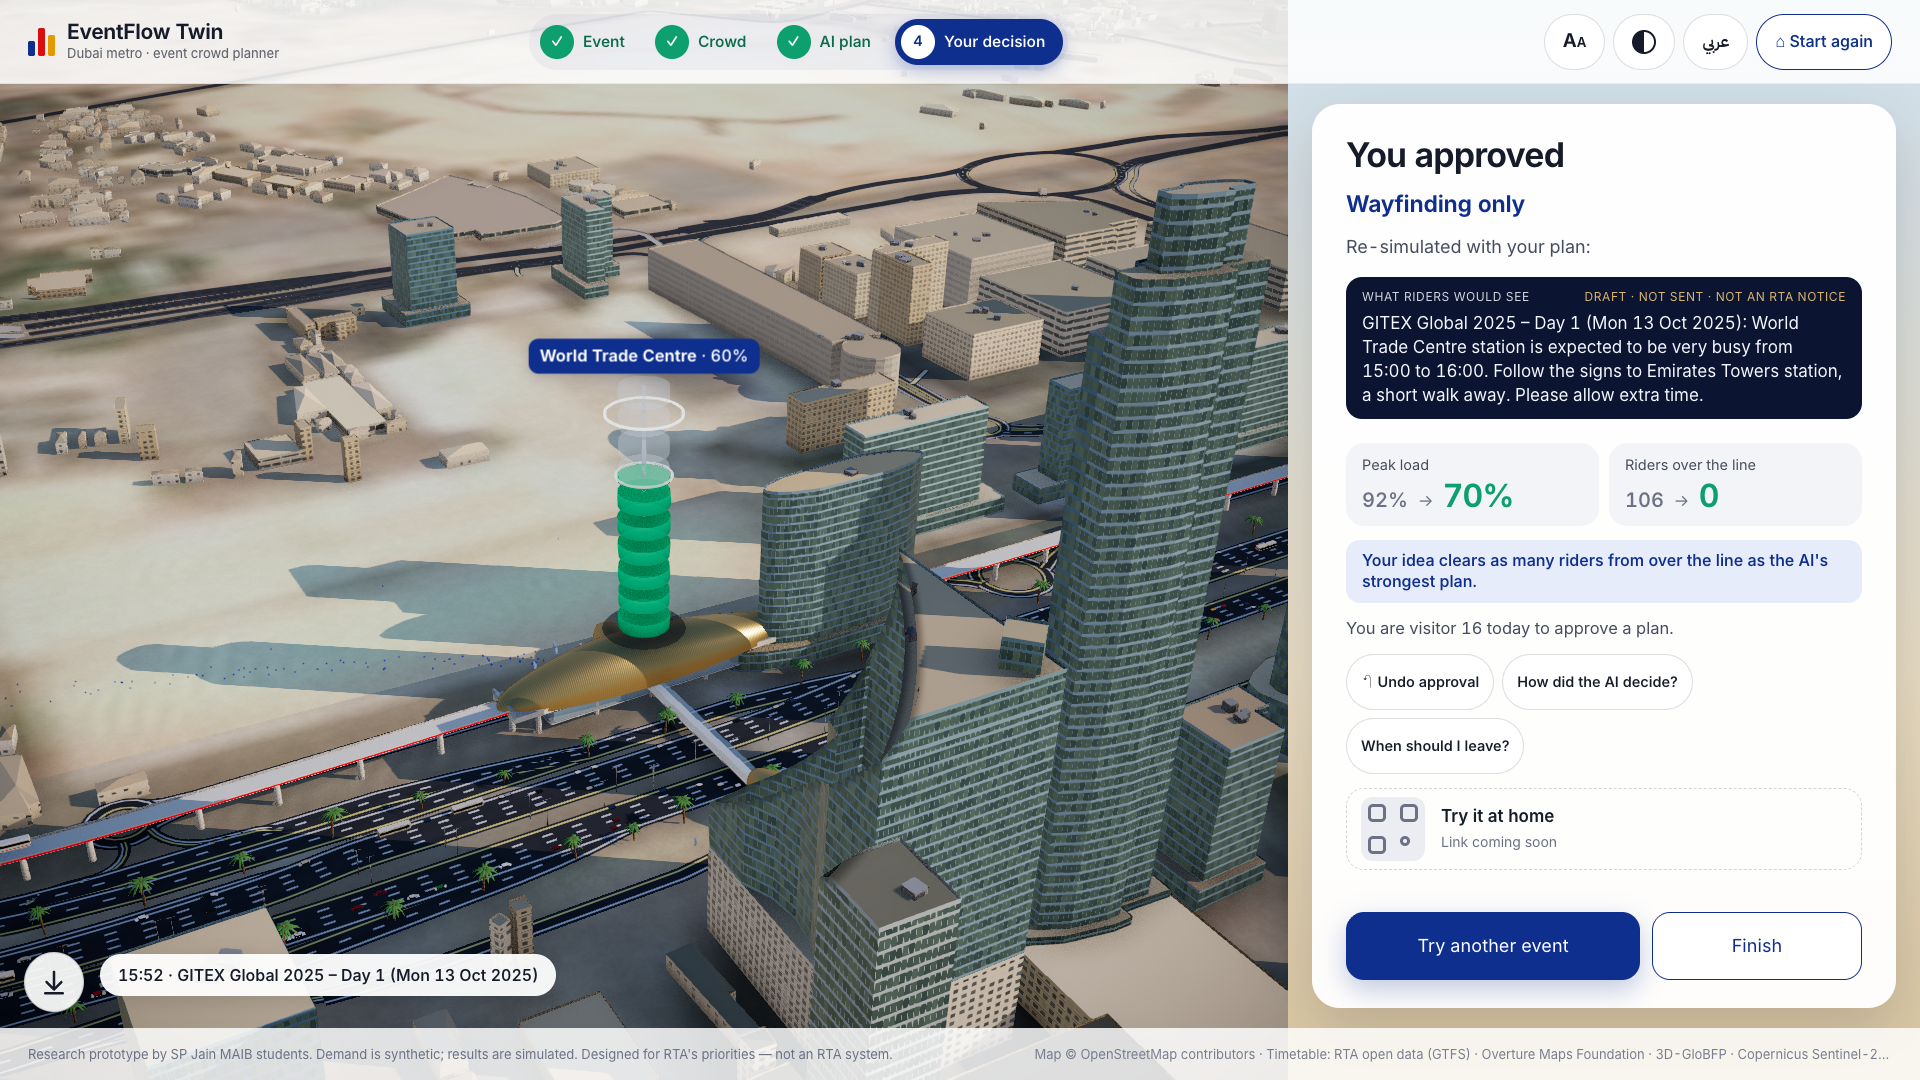 EventFlow Twin
Dubai metro · event crowd planner
Event
Crowd
AI plan
4 Your decision
AA
عربي
⌂ Start again
World Trade Centre · 60%
15:52 · GITEX Global 2025 – Day 1 (Mon 13 Oct 2025)
You approved
Wayfinding only
Re-simulated with your plan:
WHAT RIDERS WOULD SEE
DRAFT · NOT SENT · NOT AN RTA NOTICE
GITEX Global 2025 – Day 1 (Mon 13 Oct 2025): World
Trade Centre station is expected to be very busy from
15:00 to 16:00. Follow the signs to Emirates Towers station,
a short walk away. Please allow extra time.
Peak load
92% → 70%
Riders over the line
106 → 0
Your idea clears as many riders from over the line as the AI's
strongest plan.
You are visitor 16 today to approve a plan.
Undo approval
How did the AI decide?
When should I leave?
Try it at home
Link coming soon
Try another event
Finish
Research prototype by SP Jain MAIB students. Demand is synthetic; results are simulated. Designed for RTA's priorities — not an RTA system.
Map © OpenStreetMap contributors · Timetable: RTA open data (GTFS) · Overture Maps Foundation · 3D-GloBFP · Copernicus Sentinel-2...